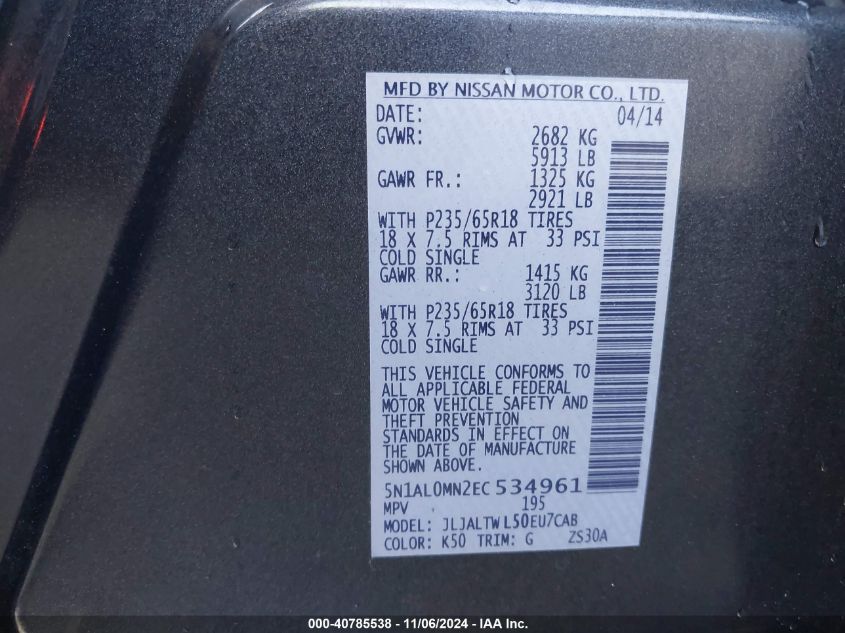 MFD BY NISSAN MOTOR CO., LTD.
DATE: 04/14
GVWR: 2682 KG
5913 LB
GAWR FR.: 1325 KG
2921 LB
WITH P235/65R18 TIRES
18 X 7.5 RIMS AT 33 PSI
COLD SINGLE
GAWR RR.: 1415 KG
3120 LB
WITH P235/65R18 TIRES
18 X 7.5 RIMS AT 33 PSI
COLD SINGLE
THIS VEHICLE CONFORMS TO
ALL APPLICABLE FEDERAL
MOTOR VEHICLE SAFETY AND
THEFT PREVENTION
STANDARDS IN EFFECT ON
THE DATE OF MANUFACTURE
SHOWN ABOVE.
5N1AL0MN2EC534961
MPV 195
MODEL: JLJALTWL50EU7CAB
COLOR: K50 TRIM: G ZS30A
000-40785538 - 11/06/2024 - IAA Inc.